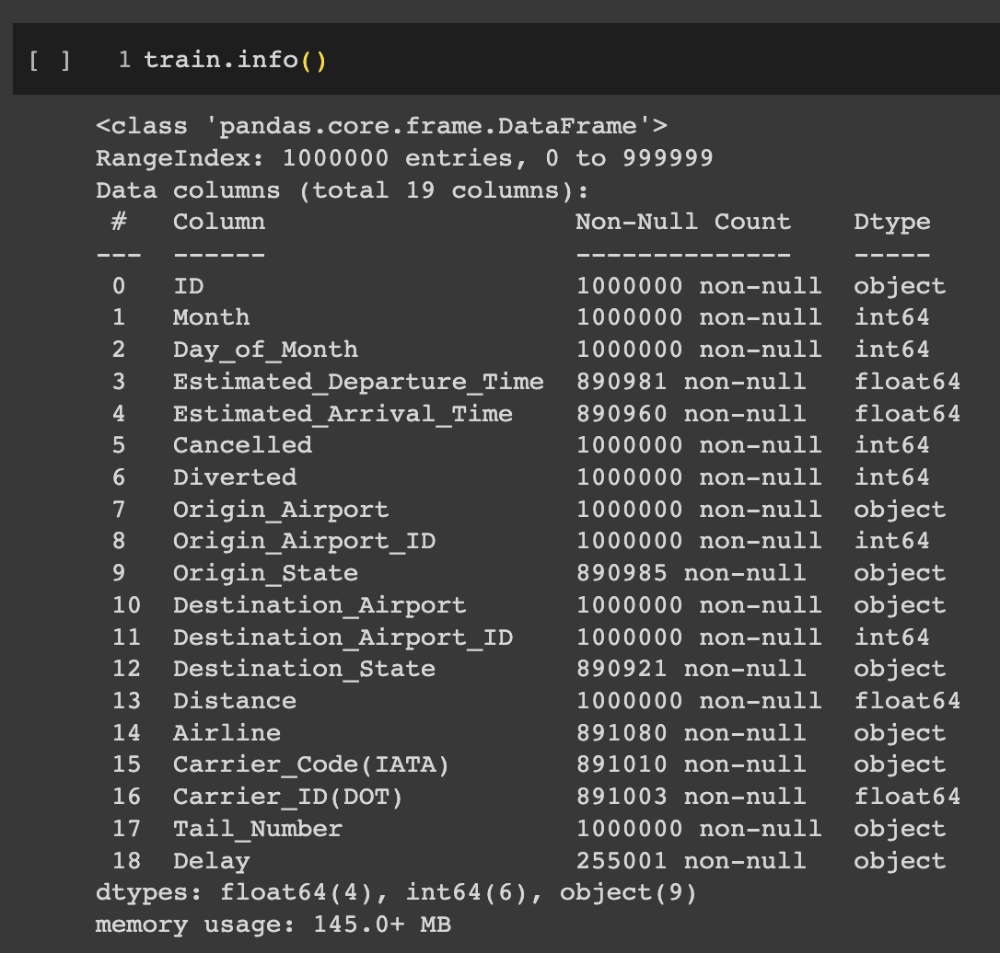 [ ] 1 train.info()
<class 'pandas.core.frame.DataFrame'>
RangeIndex: 1000000 entries, 0 to 999999
Data columns (total 19 columns):
 #   Column                    Non-Null Count    Dtype
---  ------                    --------------    -----
 0   ID                        1000000 non-null  object
 1   Month                     1000000 non-null  int64
 2   Day_of_Month              1000000 non-null  int64
 3   Estimated_Departure_Time  890981 non-null   float64
 4   Estimated_Arrival_Time    890960 non-null   float64
 5   Cancelled                 1000000 non-null  int64
 6   Diverted                  1000000 non-null  int64
 7   Origin_Airport            1000000 non-null  object
 8   Origin_Airport_ID         1000000 non-null  int64
 9   Origin_State              890985 non-null   object
 10  Destination_Airport       1000000 non-null  object
 11  Destination_Airport_ID    1000000 non-null  int64
 12  Destination_State         890921 non-null   object
 13  Distance                  1000000 non-null  float64
 14  Airline                   891080 non-null   object
 15  Carrier_Code(IATA)        891010 non-null   object
 16  Carrier_ID(DOT)           891003 non-null   float64
 17  Tail_Number               1000000 non-null  object
 18  Delay                     255001 non-null   object
dtypes: float64(4), int64(6), object(9)
memory usage: 145.0+ MB